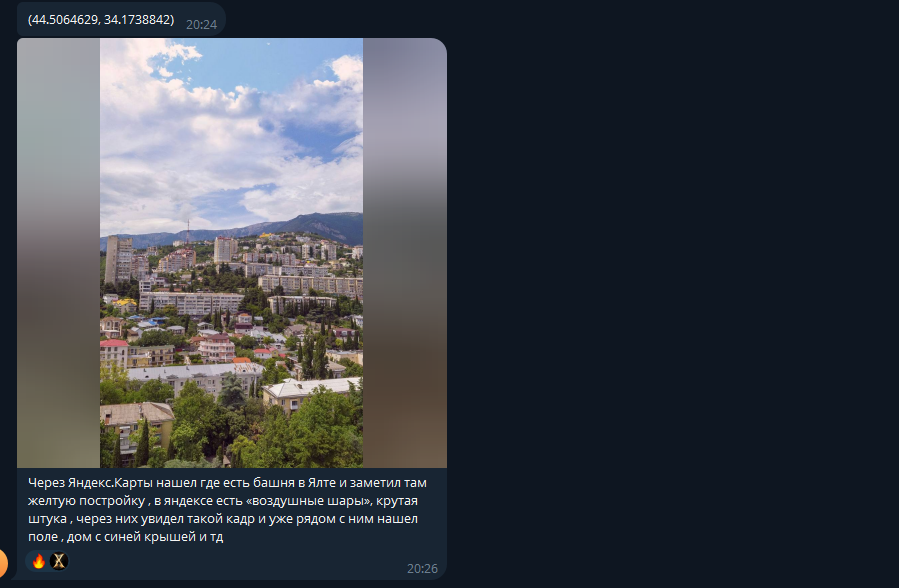 (44.5064629, 34.1738842) 20:24
Через Яндекс.Карты нашел где есть башня в Ялте и заметил там
желтую постройку , в яндексе есть «воздушные шары», крутая
штука , через них увидел такой кадр и уже рядом с ним нашел
поле , дом с синей крышей и тд
20:26